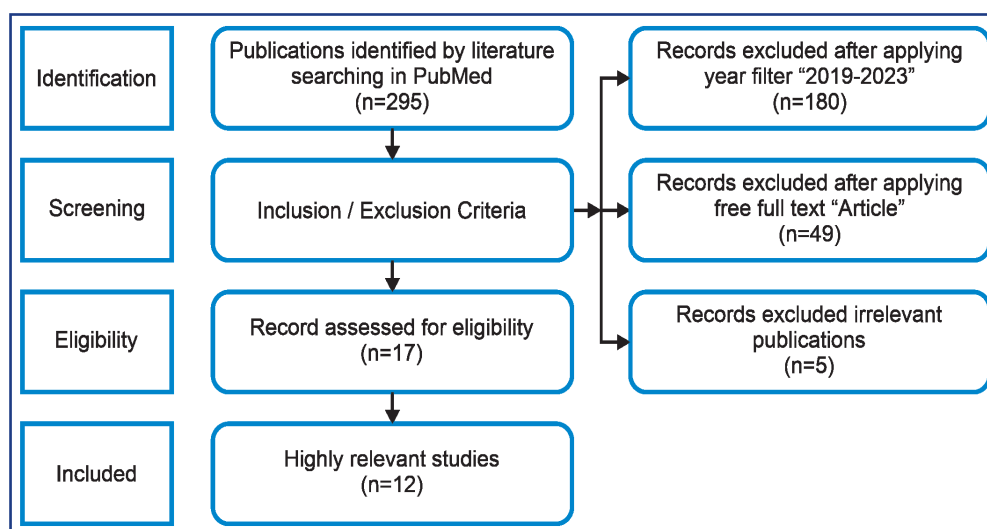 Identification
Publications identified by literature
searching in PubMed
(n=295)
Records excluded after applying
year filter “2019-2023”
(n=180)
Screening
Inclusion / Exclusion Criteria
Records excluded after applying
free full text “Article”
(n=49)
Eligibility
Record assessed for eligibility
(n=17)
Records excluded irrelevant
publications
(n=5)
Included
Highly relevant studies
(n=12)